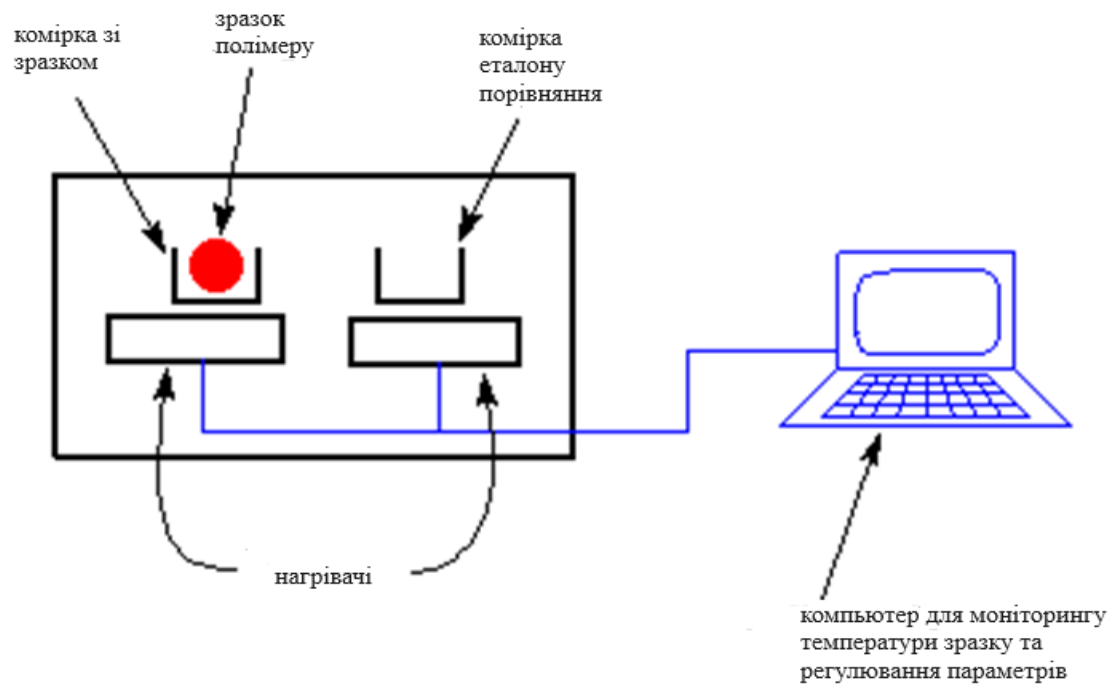 комірка зі
зразком
зразок
полімеру
комірка
еталону
порівняння
нагрівачі
компьютер для моніторингу
температури зразку та
регулювання параметрів